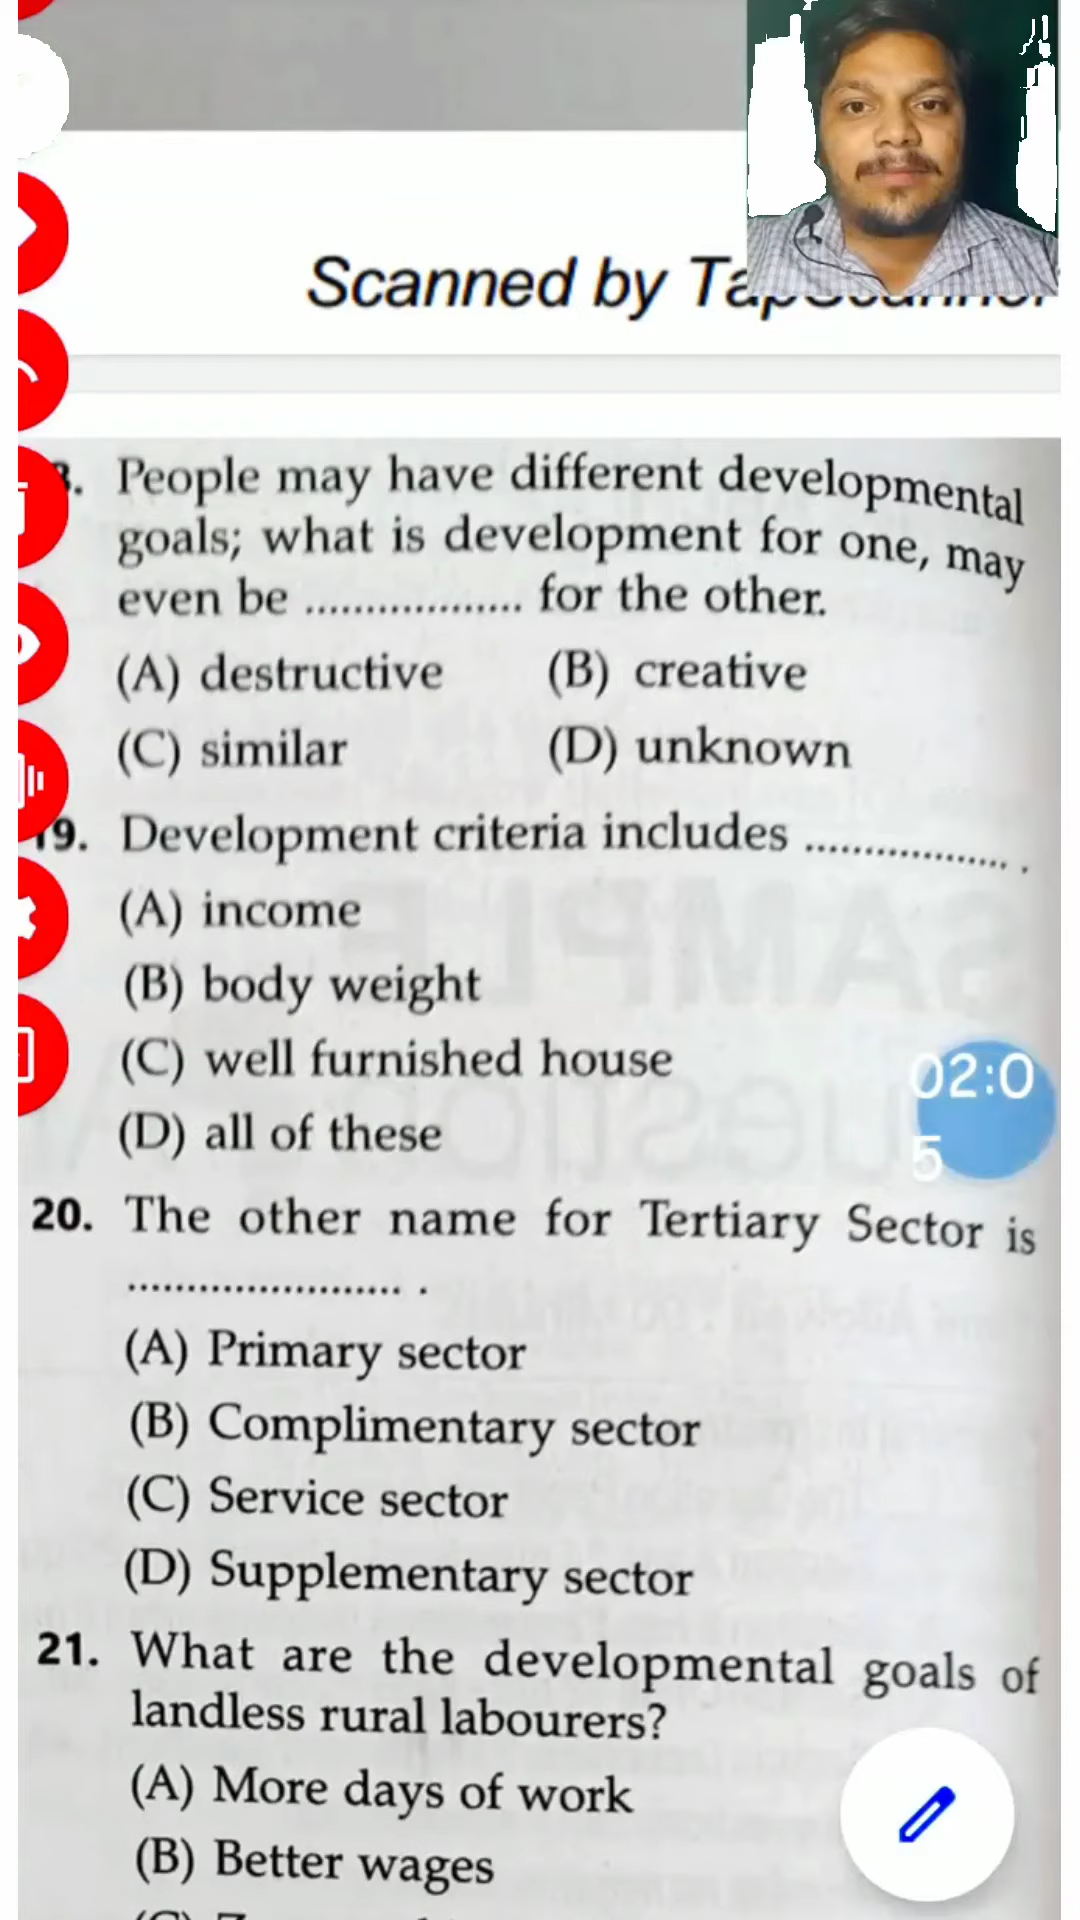 Scanned by TapScanner
8. People may have different developmental
goals; what is development for one, may
even be .................. for the other.
(A) destructive (B) creative
(C) similar (D) unknown
19. Development criteria includes ................. .
(A) income
(B) body weight
(C) well furnished house
(D) all of these
02:0
5
20. The other name for Tertiary Sector is
....................... .
(A) Primary sector
(B) Complimentary sector
(C) Service sector
(D) Supplementary sector
21. What are the developmental goals of
landless rural labourers?
(A) More days of work
(B) Better wages